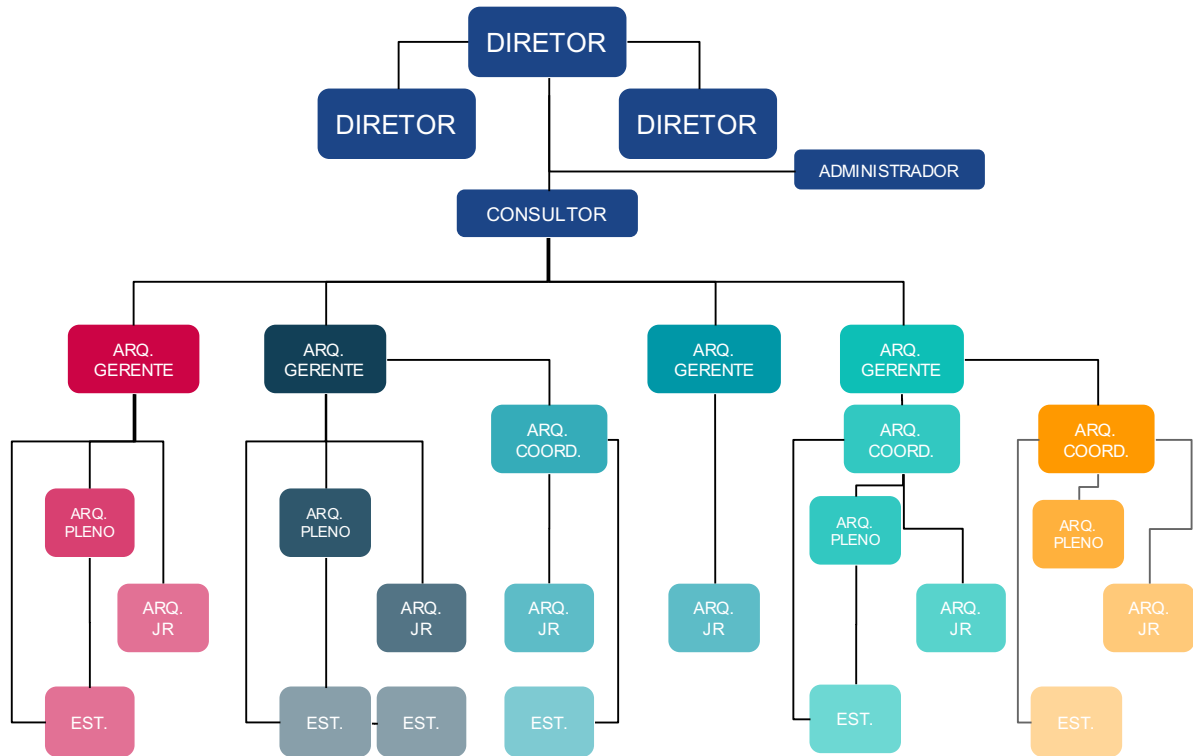 DIRETOR
DIRETOR
DIRETOR
ADMINISTRADOR
CONSULTOR
ARQ.
GERENTE
ARQ.
GERENTE
ARQ.
GERENTE
ARQ.
GERENTE
ARQ.
COORD.
ARQ.
COORD.
ARQ.
COORD.
ARQ.
PLENO
ARQ.
PLENO
ARQ.
PLENO
ARQ.
PLENO
ARQ.
JR
ARQ.
JR
ARQ.
JR
ARQ.
JR
ARQ.
JR
ARQ.
JR
EST.
EST.
EST.
EST.
EST.
EST.